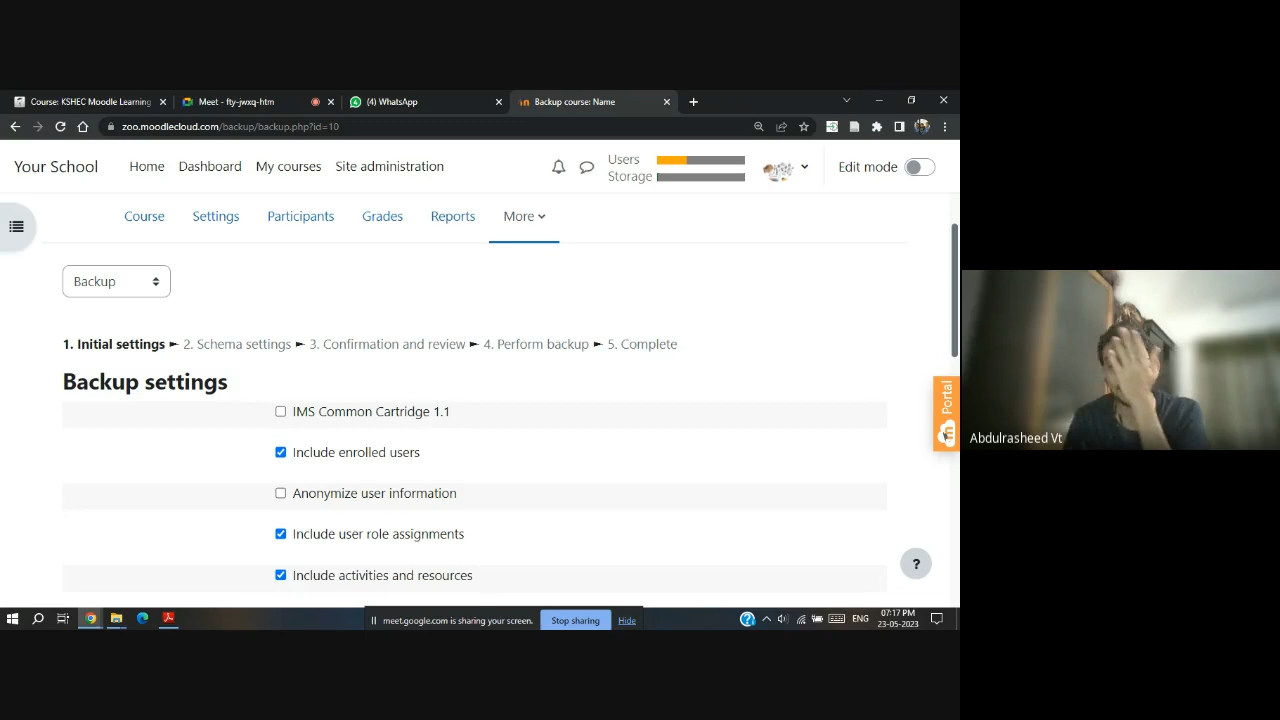 Course: KSHEC Moodle Learning
Meet - fty-jwxq-htm
(4) WhatsApp
Backup course: Name
zoo.moodlecloud.com/backup/backup.php?id=10
Your School
Home
Dashboard
My courses
Site administration
Users
Storage
Edit mode
Course
Settings
Participants
Grades
Reports
More
Backup
1. Initial settings ► 2. Schema settings ► 3. Confirmation and review ► 4. Perform backup ► 5. Complete
Backup settings
IMS Common Cartridge 1.1
Include enrolled users
Anonymize user information
Include user role assignments
Include activities and resources
Portal
?
Abdulrasheed Vt
meet.google.com is sharing your screen.
Stop sharing
Hide
ENG
07:17 PM
23-05-2023